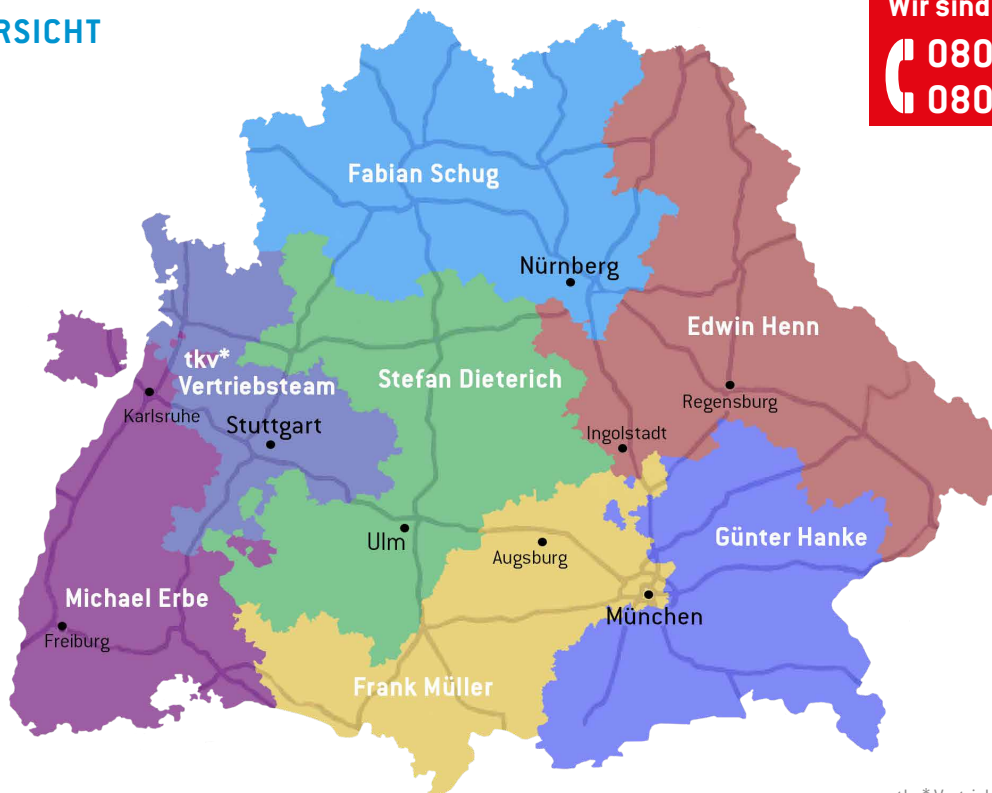 RSICHT
Wir sind
080
080
Fabian Schug
Nürnberg
Edwin Henn
tkv*
Vertriebsteam
Stefan Dieterich
Karlsruhe
Stuttgart
Regensburg
Ingolstadt
Ulm
Augsburg
Günter Hanke
Michael Erbe
München
Freiburg
Frank Müller